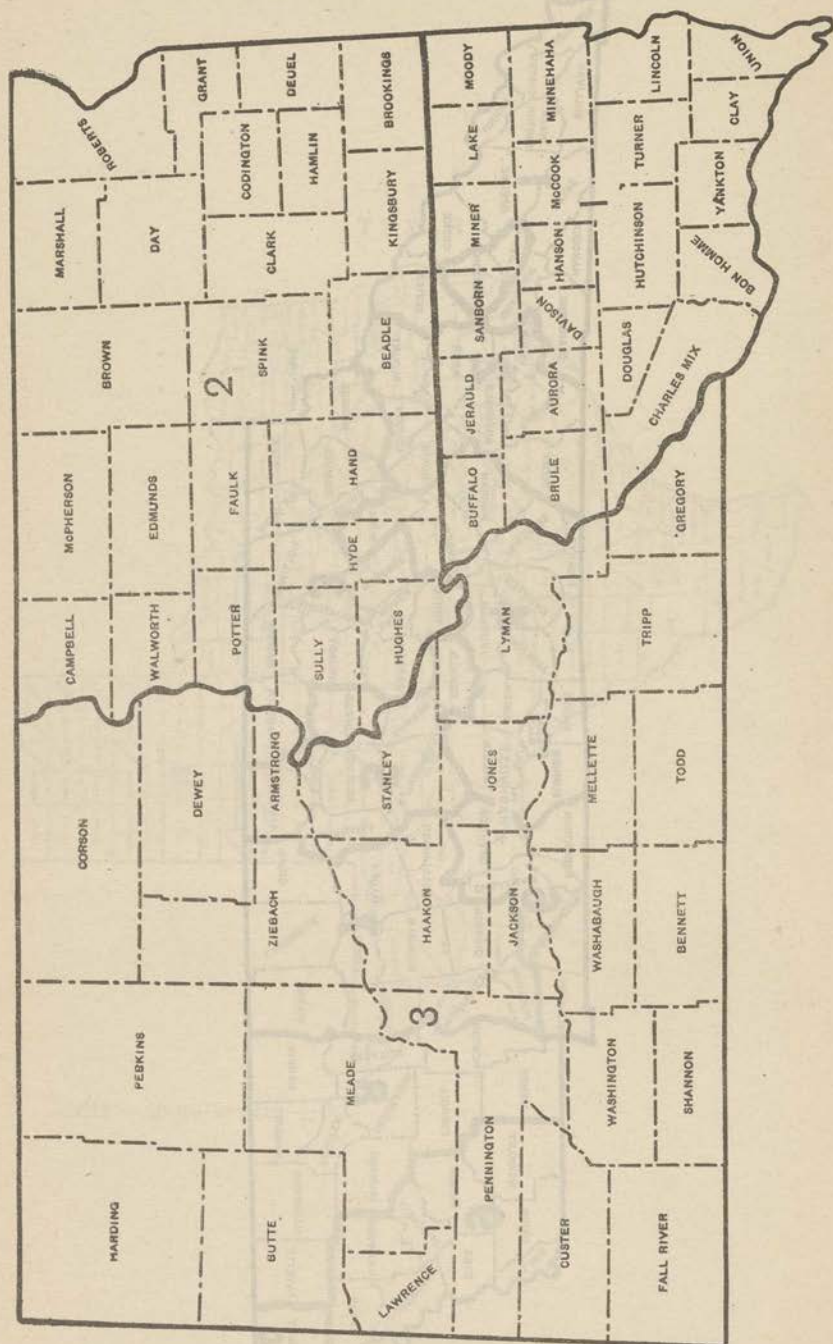 HARDING
PERKINS
CORSON
CAMPBELL
McPHERSON
BROWN
MARSHALL
ROBERTS
BUTTE
MEADE
ZIEBACH
DEWEY
ARMSTRONG
WALWORTH
EDMUNDS
DAY
GRANT
POTTER
FAULK
2
SPINK
CLARK
CODINGTON
DEUEL
HAMLIN
LAWRENCE
3
HAAKON
STANLEY
SULLY
HYDE
HAND
BEADLE
KINGSBURY
BROOKINGS
HUGHES
PENNINGTON
JACKSON
JONES
LYMAN
BUFFALO
JERAULD
SANBORN
MINER
LAKE
MOODY
CUSTER
WASHINGTON
WASHABAUGH
MELLETTE
TRIPP
BRULE
AURORA
DAVISON
HANSON
McCOOK
MINNEHAHA
FALL RIVER
SHANNON
BENNETT
TODD
GREGORY
CHARLES MIX
DOUGLAS
HUTCHINSON
TURNER
LINCOLN
BON HOMME
YANKTON
CLAY
UNION